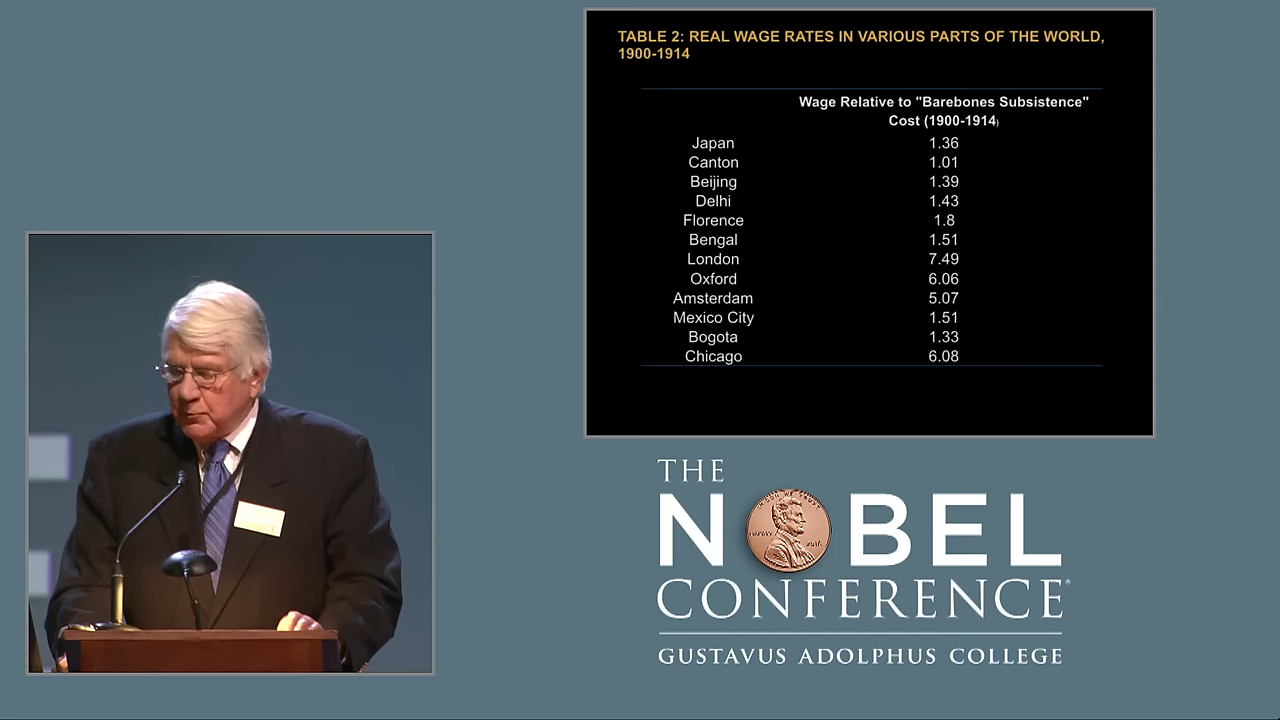 TABLE 2: REAL WAGE RATES IN VARIOUS PARTS OF THE WORLD,
1900-1914
Wage Relative to "Barebones Subsistence"
Cost (1900-1914)
Japan 1.36
Canton 1.01
Beijing 1.39
Delhi 1.43
Florence 1.8
Bengal 1.51
London 7.49
Oxford 6.06
Amsterdam 5.07
Mexico City 1.51
Bogota 1.33
Chicago 6.08
THE
NOBEL
CONFERENCE
GUSTAVUS ADOLPHUS COLLEGE